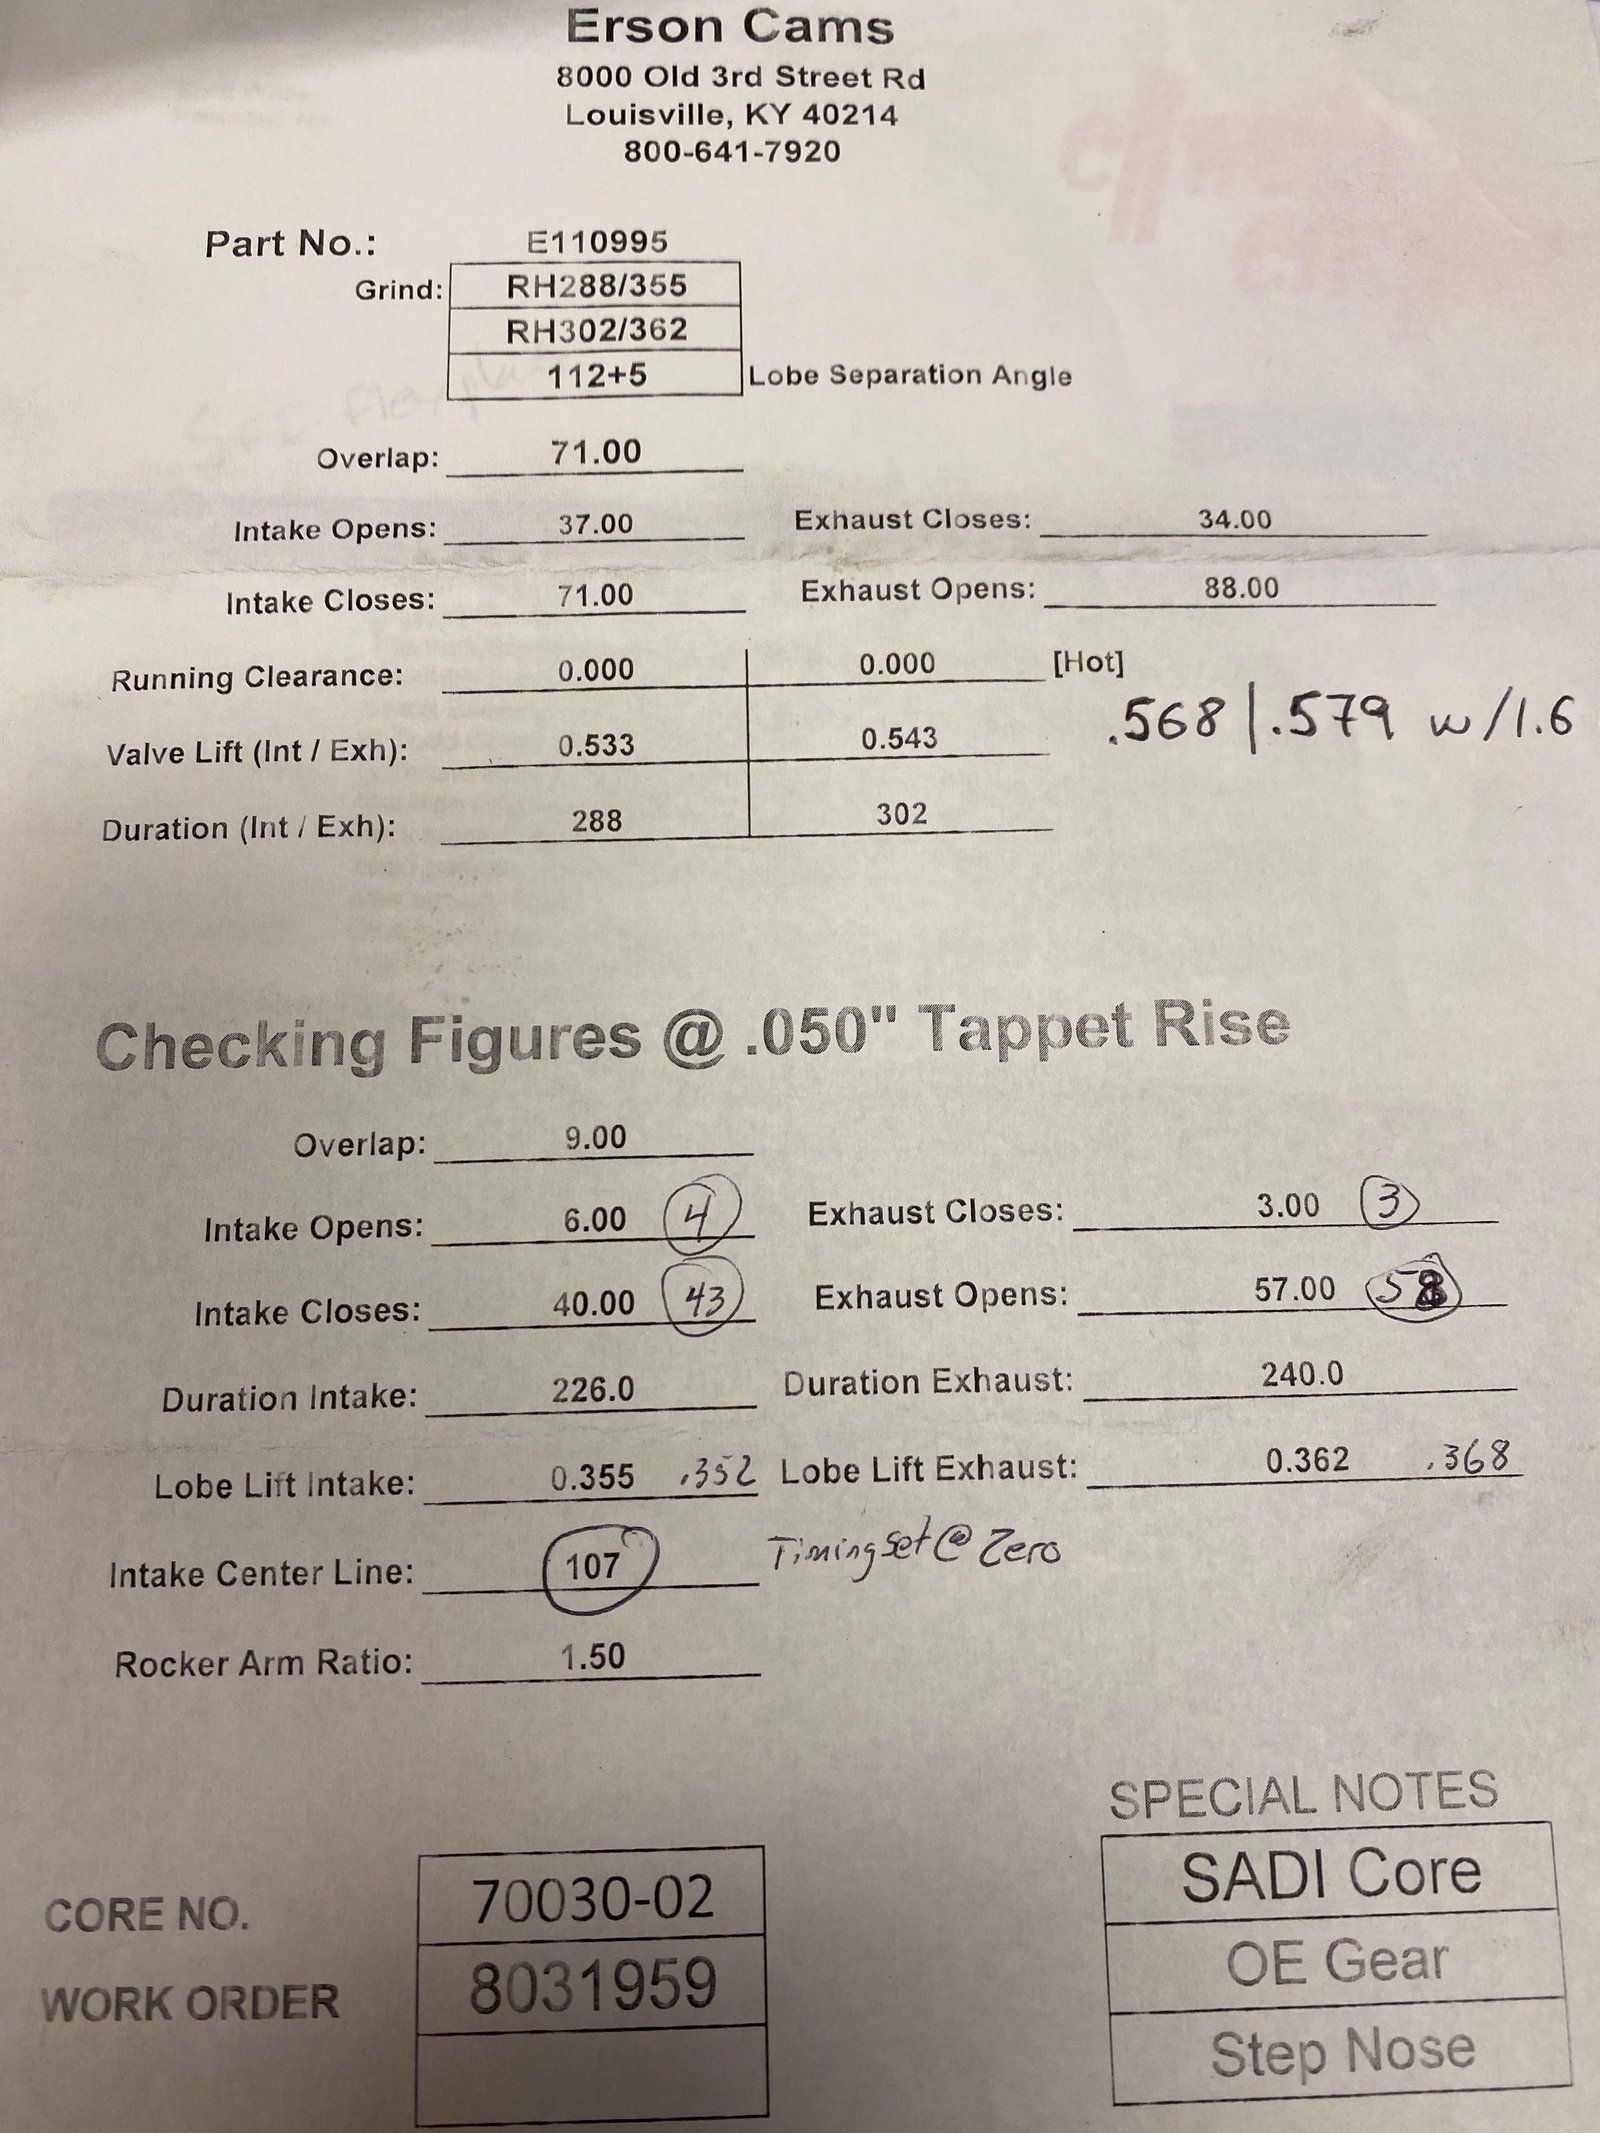 Erson Cams
8000 Old 3rd Street Rd
Louisville, KY 40214
800-641-7920
Part No.: E110995
Grind: RH288/355
RH302/362
112+5 Lobe Separation Angle
Overlap: 71.00
Intake Opens: 37.00 Exhaust Closes: 34.00
Intake Closes: 71.00 Exhaust Opens: 88.00
Running Clearance: 0.000 0.000 [Hot]
.568 | .579 w/1.6
Valve Lift (Int / Exh): 0.533 0.543
Duration (Int / Exh): 288 302
Checking Figures @ .050" Tappet Rise
Overlap: 9.00
Intake Opens: 6.00 4 Exhaust Closes: 3.00 3
Intake Closes: 40.00 43 Exhaust Opens: 57.00 58
Duration Intake: 226.0 Duration Exhaust: 240.0
Lobe Lift Intake: 0.355 .352 Lobe Lift Exhaust: 0.362 .368
Intake Center Line: 107 Timing set @ Zero
Rocker Arm Ratio: 1.50
SPECIAL NOTES
CORE NO. 70030-02 SADI Core
WORK ORDER 8031959 OE Gear
Step Nose